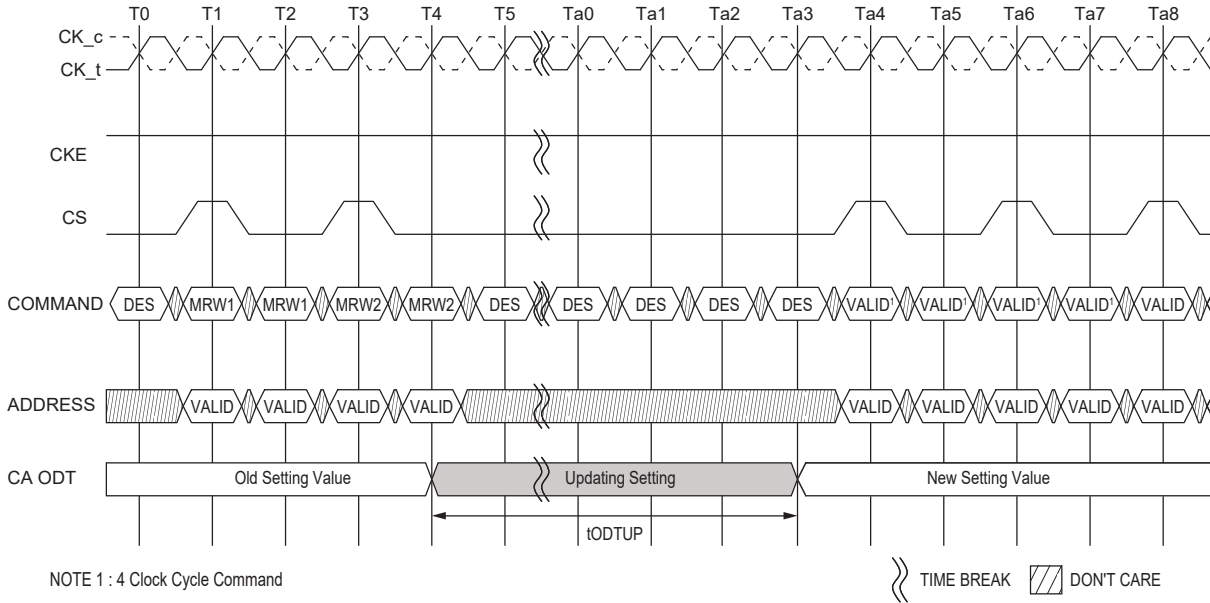 T0 T1 T2 T3 T4 T5 Ta0 Ta1 Ta2 Ta3 Ta4 Ta5 Ta6 Ta7 Ta8
CK_c
CK_t
CKE
CS
COMMAND DES MRW1 MRW1 MRW2 MRW2 DES DES DES DES DES VALID¹ VALID¹ VALID¹ VALID¹ VALID
ADDRESS VALID VALID VALID VALID VALID VALID VALID VALID VALID
CA ODT Old Setting Value Updating Setting New Setting Value
tODTUP
NOTE 1 : 4 Clock Cycle Command TIME BREAK DON'T CARE